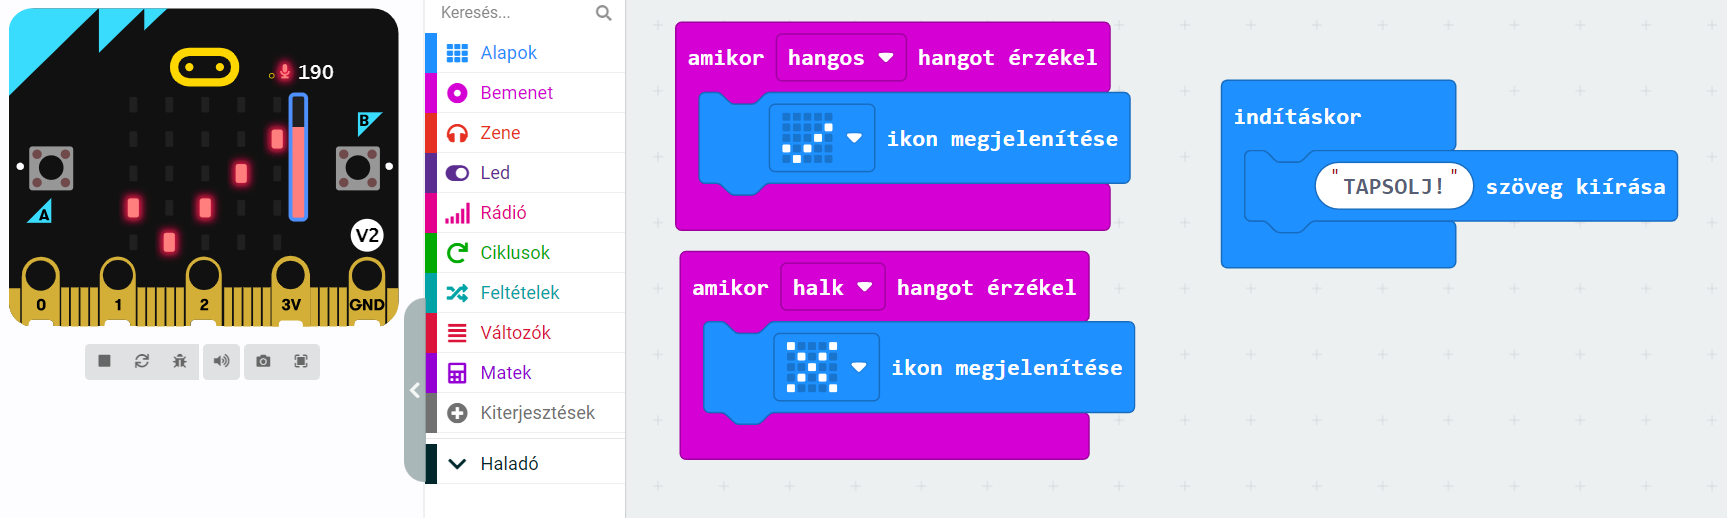 190
B
A
V2
0 1 2 3V GND
Keresés...
Alapok
Bemenet
Zene
Led
Rádió
Ciklusok
Feltételek
Változók
Matek
Kiterjesztések
Haladó
amikor hangos hangot érzékel
ikon megjelenítése
amikor halk hangot érzékel
ikon megjelenítése
indításkor
"TAPSOLJ!" szöveg kiírása